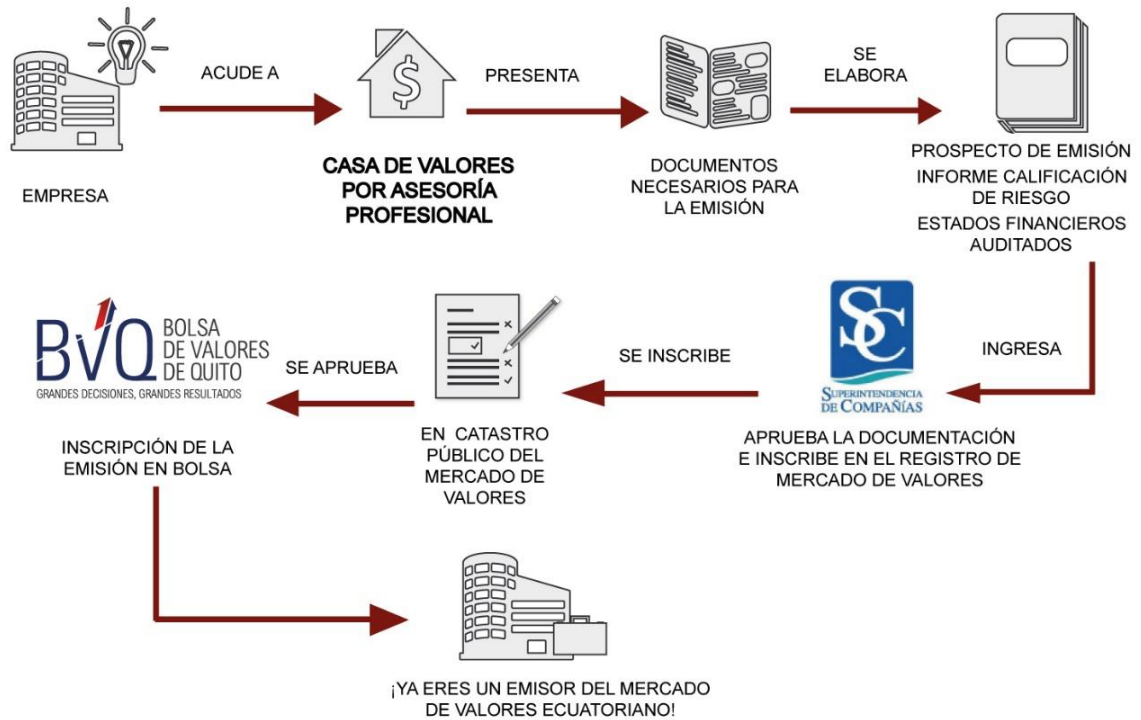 ACUDE A
PRESENTA
SE
ELABORA
EMPRESA
$
CASA DE VALORES
POR ASESORÍA
PROFESIONAL
DOCUMENTOS
NECESARIOS PARA
LA EMISIÓN
PROSPECTO DE EMISIÓN
INFORME CALIFICACIÓN
DE RIESGO
ESTADOS FINANCIEROS
AUDITADOS
INGRESA
SC
SUPERINTENDENCIA
DE COMPAÑÍAS
APRUEBA LA DOCUMENTACIÓN
E INSCRIBE EN EL REGISTRO DE
MERCADO DE VALORES
SE INSCRIBE
EN CATASTRO
PÚBLICO DEL
MERCADO DE
VALORES
SE APRUEBA
BVQ
BOLSA
DE VALORES
DE QUITO
GRANDES DECISIONES, GRANDES RESULTADOS
INSCRIPCIÓN DE LA
EMISIÓN EN BOLSA
¡YA ERES UN EMISOR DEL MERCADO
DE VALORES ECUATORIANO!